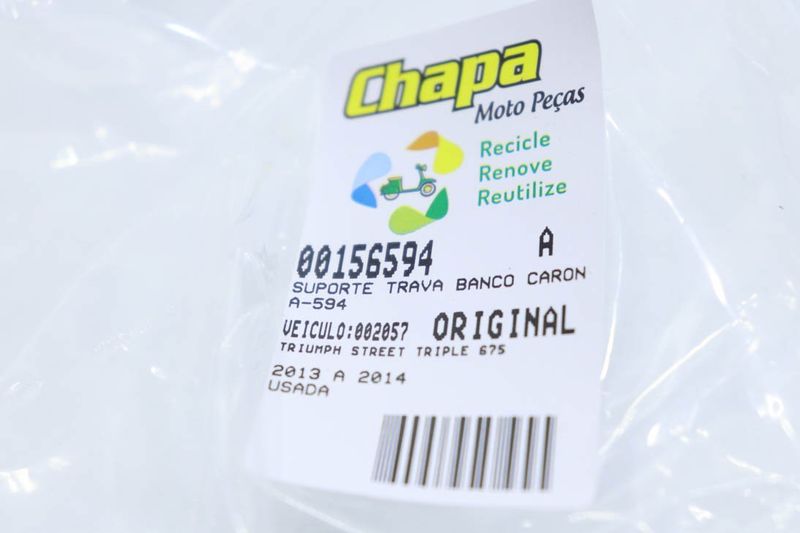 Chapa
Moto Peças
Recicle
Renove
Reutilize
00156594 A
SUPORTE TRAVA BANCO CARON
A-594
VEICULO:002057 ORIGINAL
TRIUMPH STREET TRIPLE 675
2013 A 2014
USADA